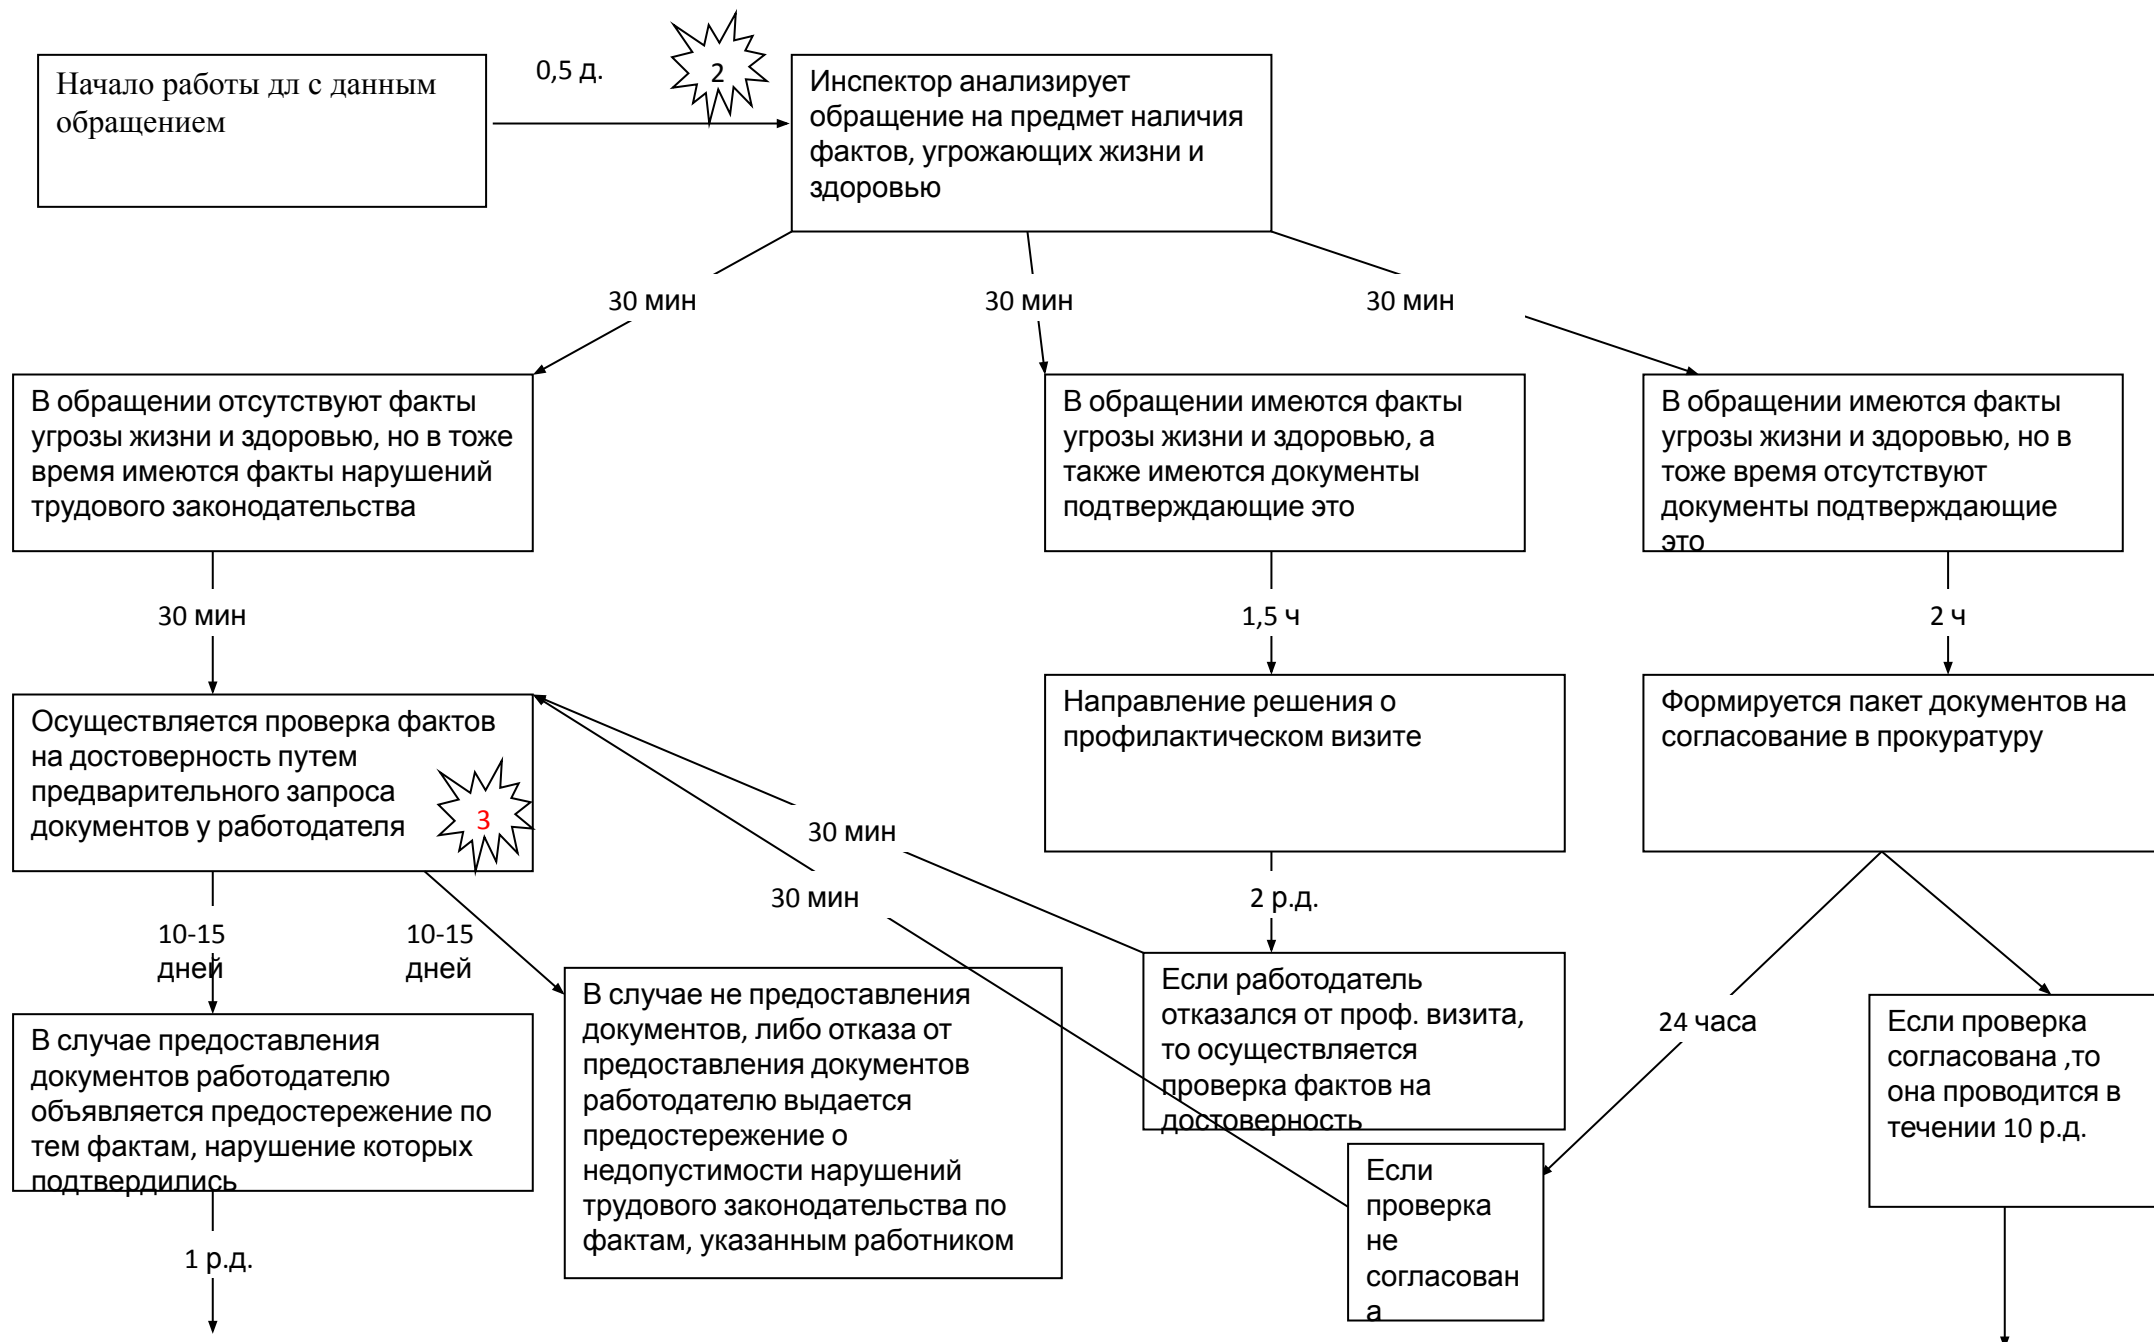 Начало работы дл с данным
обращением
0,5 д.
2
Инспектор анализирует
обращение на предмет наличия
фактов, угрожающих жизни и
здоровью
30 мин
30 мин
30 мин
В обращении отсутствуют факты
угрозы жизни и здоровью, но в тоже
время имеются факты нарушений
трудового законодательства
В обращении имеются факты
угрозы жизни и здоровью, а
также имеются документы
подтверждающие это
В обращении имеются факты
угрозы жизни и здоровью, но в
тоже время отсутствуют
документы подтверждающие
это
30 мин
1,5 ч
2 ч
Осуществляется проверка фактов
на достоверность путем
предварительного запроса
документов у работодателя
3
Направление решения о
профилактическом визите
Формируется пакет документов на
согласование в прокуратуру
30 мин
30 мин
2 р.д.
10-15
дней
10-15
дней
24 часа
В случае предоставления
документов работодателю
объявляется предостережение по
тем фактам, нарушение которых
подтвердились
В случае не предоставления
документов, либо отказа от
предоставления документов
работодателю выдается
предостережение о
недопустимости нарушений
трудового законодательства по
фактам, указанным работником
Если работодатель
отказался от проф. визита,
то осуществляется
проверка фактов на
достоверность
Если
проверка
не
согласован
а
Если проверка
согласована ,то
она проводится в
течении 10 р.д.
1 р.д.